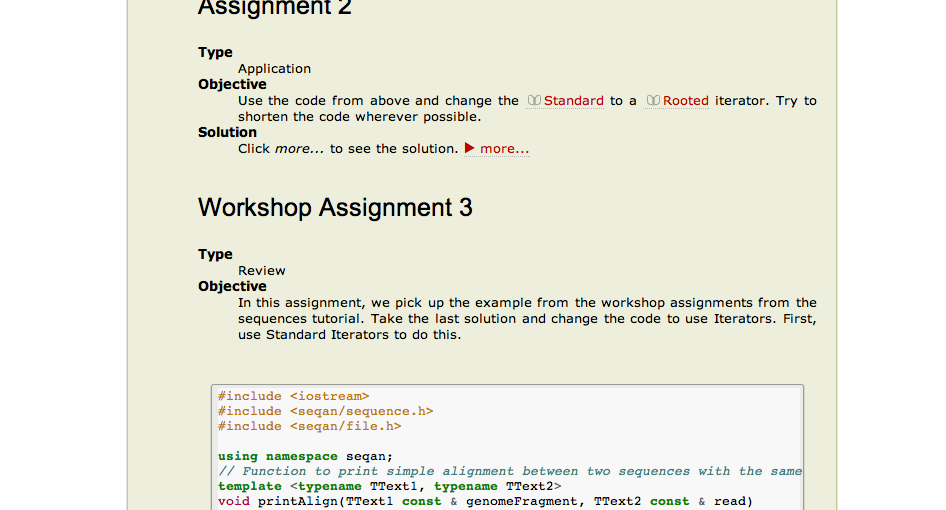 Assignment 2
Type
Application
Objective
Use the code from above and change the Standard to a Rooted iterator. Try to
shorten the code wherever possible.
Solution
Click more... to see the solution. ▶ more...
Workshop Assignment 3
Type
Review
Objective
In this assignment, we pick up the example from the workshop assignments from the
sequences tutorial. Take the last solution and change the code to use Iterators. First,
use Standard Iterators to do this.
#include <iostream>
#include <seqan/sequence.h>
#include <seqan/file.h>
using namespace seqan;
// Function to print simple alignment between two sequences with the same
template <typename TText1, typename TText2>
void printAlign(TText1 const & genomeFragment, TText2 const & read)